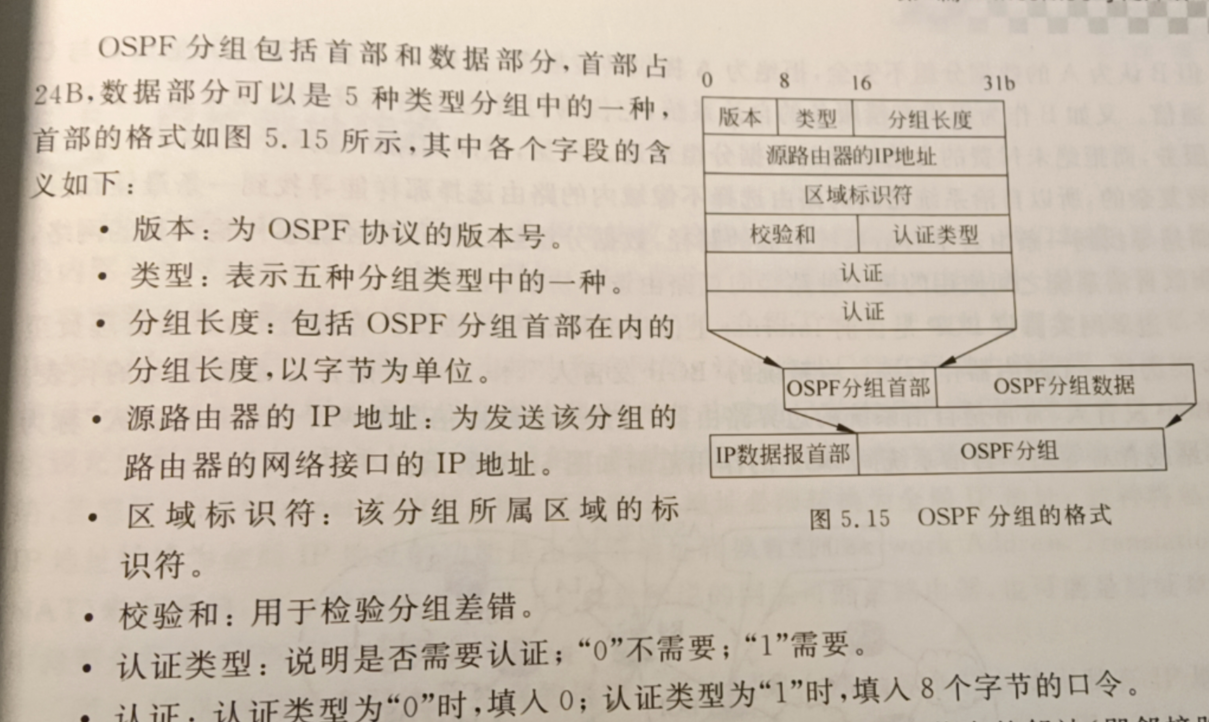 OSPF 分组包括首部和数据部分,首部占
24B,数据部分可以是 5 种类型分组中的一种,
首部的格式如图 5.15 所示,其中各个字段的含
义如下:
• 版本:为 OSPF 协议的版本号。
• 类型:表示五种分组类型中的一种。
• 分组长度:包括 OSPF 分组首部在内的
分组长度,以字节为单位。
• 源路由器的 IP 地址:为发送该分组的
路由器的网络接口的 IP 地址。
• 区域标识符:该分组所属区域的标
识符。
• 校验和:用于检验分组差错。
• 认证类型:说明是否需要认证;“0”不需要;“1”需要。
• 认证:认证类型为“0”时,填入 0;认证类型为“1”时,填入 8 个字节的口令。
0 8 16 31b
版本 类型 分组长度
源路由器的IP地址
区域标识符
校验和 认证类型
认证
认证
OSPF分组首部 OSPF分组数据
IP数据报首部 OSPF分组
图 5.15 OSPF 分组的格式